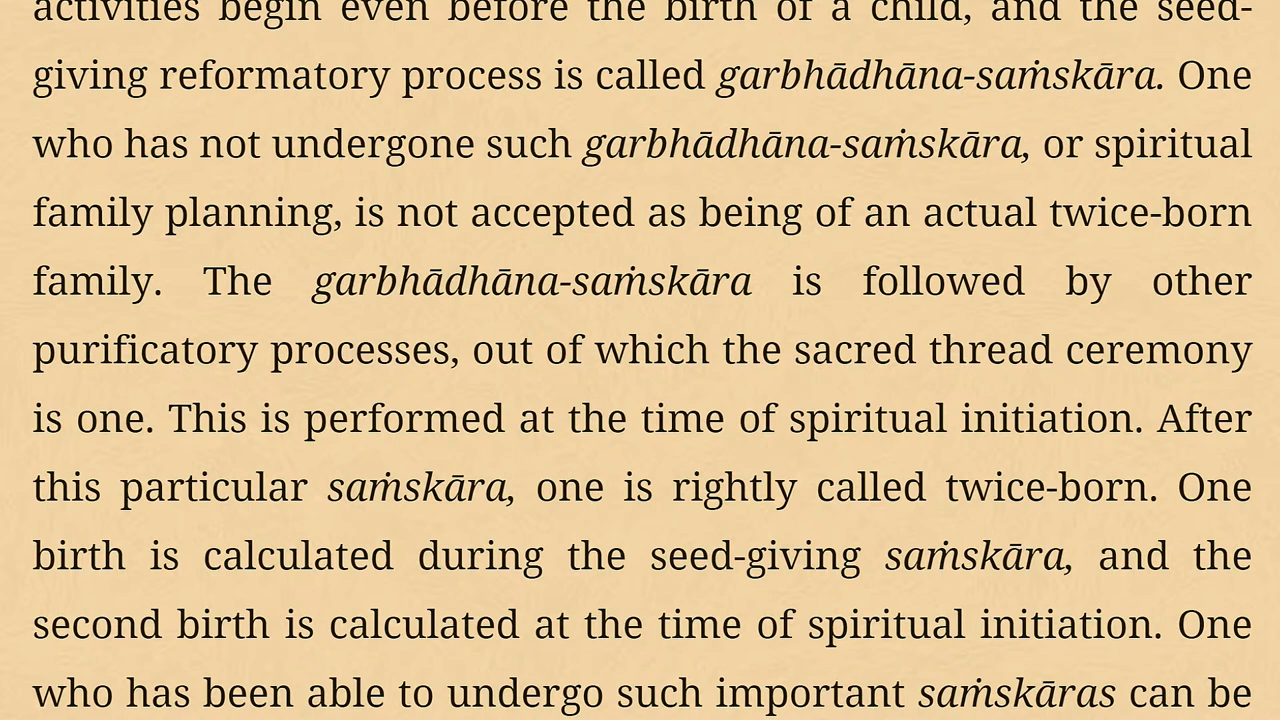 activities begin even before the birth of a child, and the seed-
giving reformatory process is called garbhādhāna-saṁskāra. One
who has not undergone such garbhādhāna-saṁskāra, or spiritual
family planning, is not accepted as being of an actual twice-born
family. The garbhādhāna-saṁskāra is followed by other
purificatory processes, out of which the sacred thread ceremony
is one. This is performed at the time of spiritual initiation. After
this particular saṁskāra, one is rightly called twice-born. One
birth is calculated during the seed-giving saṁskāra, and the
second birth is calculated at the time of spiritual initiation. One
who has been able to undergo such important saṁskāras can be